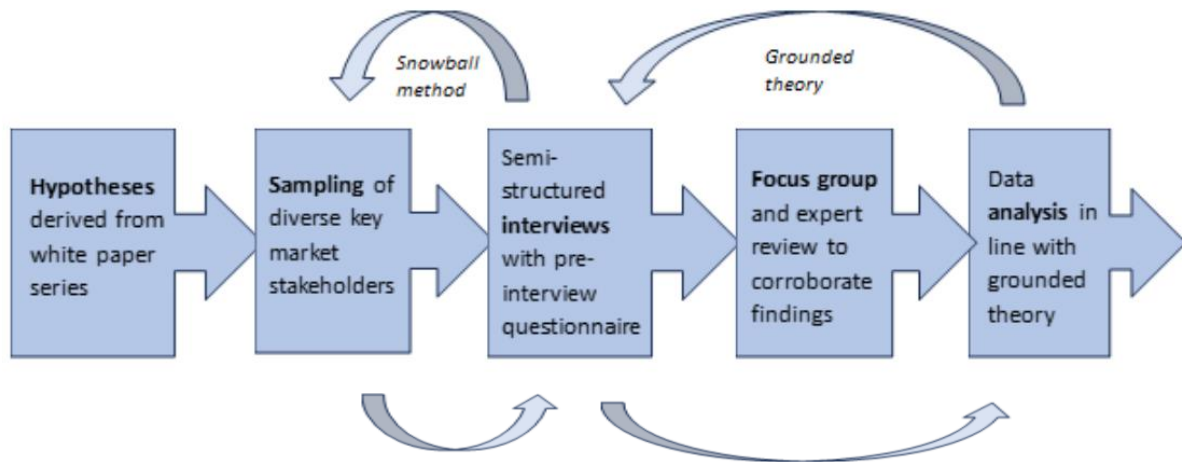 Snowball
method
Grounded
theory
Hypotheses
derived from
white paper
series
Sampling of
diverse key
market
stakeholders
Semi-
structured
interviews
with pre-
interview
questionnaire
Focus group
and expert
review to
corroborate
findings
Data
analysis in
line with
grounded
theory